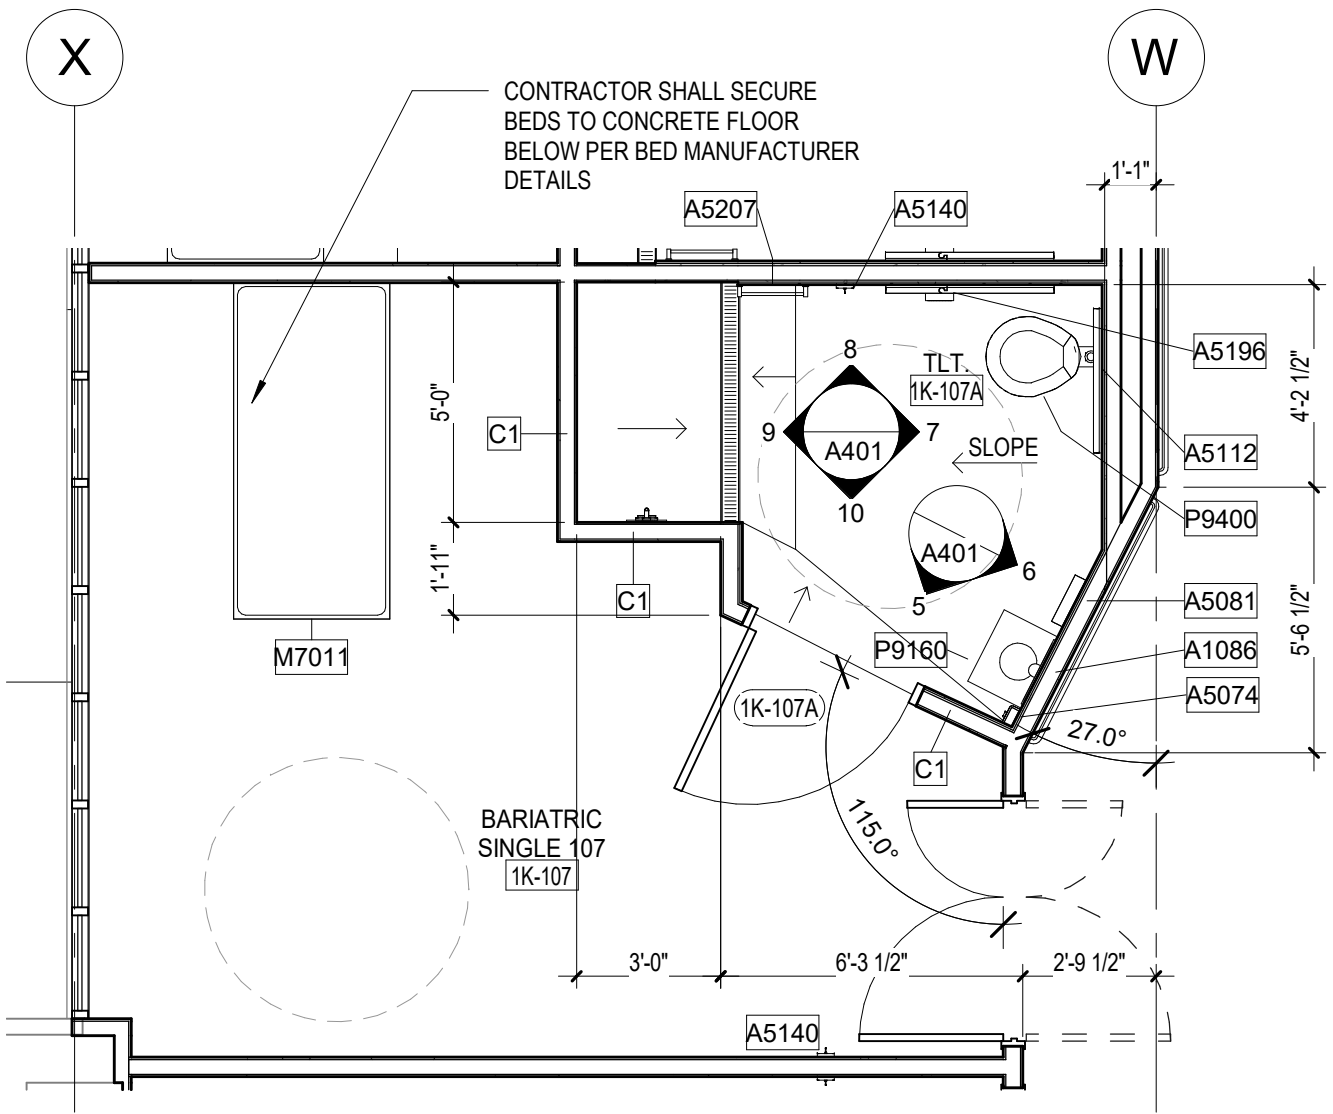 X
W
CONTRACTOR SHALL SECURE
BEDS TO CONCRETE FLOOR
BELOW PER BED MANUFACTURER
DETAILS
1'-1"
A5207
A5140
A5196
4'-2 1/2"
8
TLT.
1K-107A
5'-0"
C1
9
7
A401
SLOPE
A5112
10
P9400
A401
6
5
1'-11"
C1
A5081
M7011
P9160
A1086
5'-6 1/2"
A5074
1K-107A
27.0°
C1
115.0°
BARIATRIC
SINGLE 107
1K-107
3'-0"
6'-3 1/2"
2'-9 1/2"
A5140